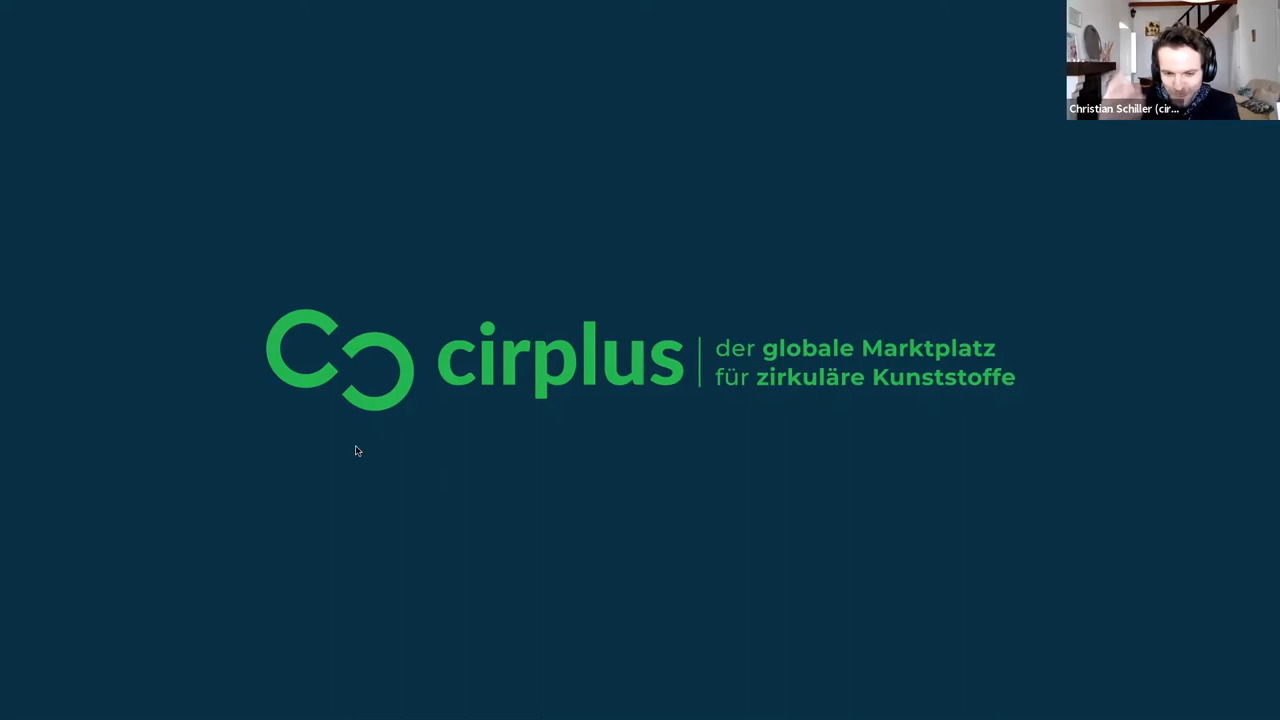 Christian Schiller (cir...
cirplus
der globale Marktplatz
für zirkuläre Kunststoffe